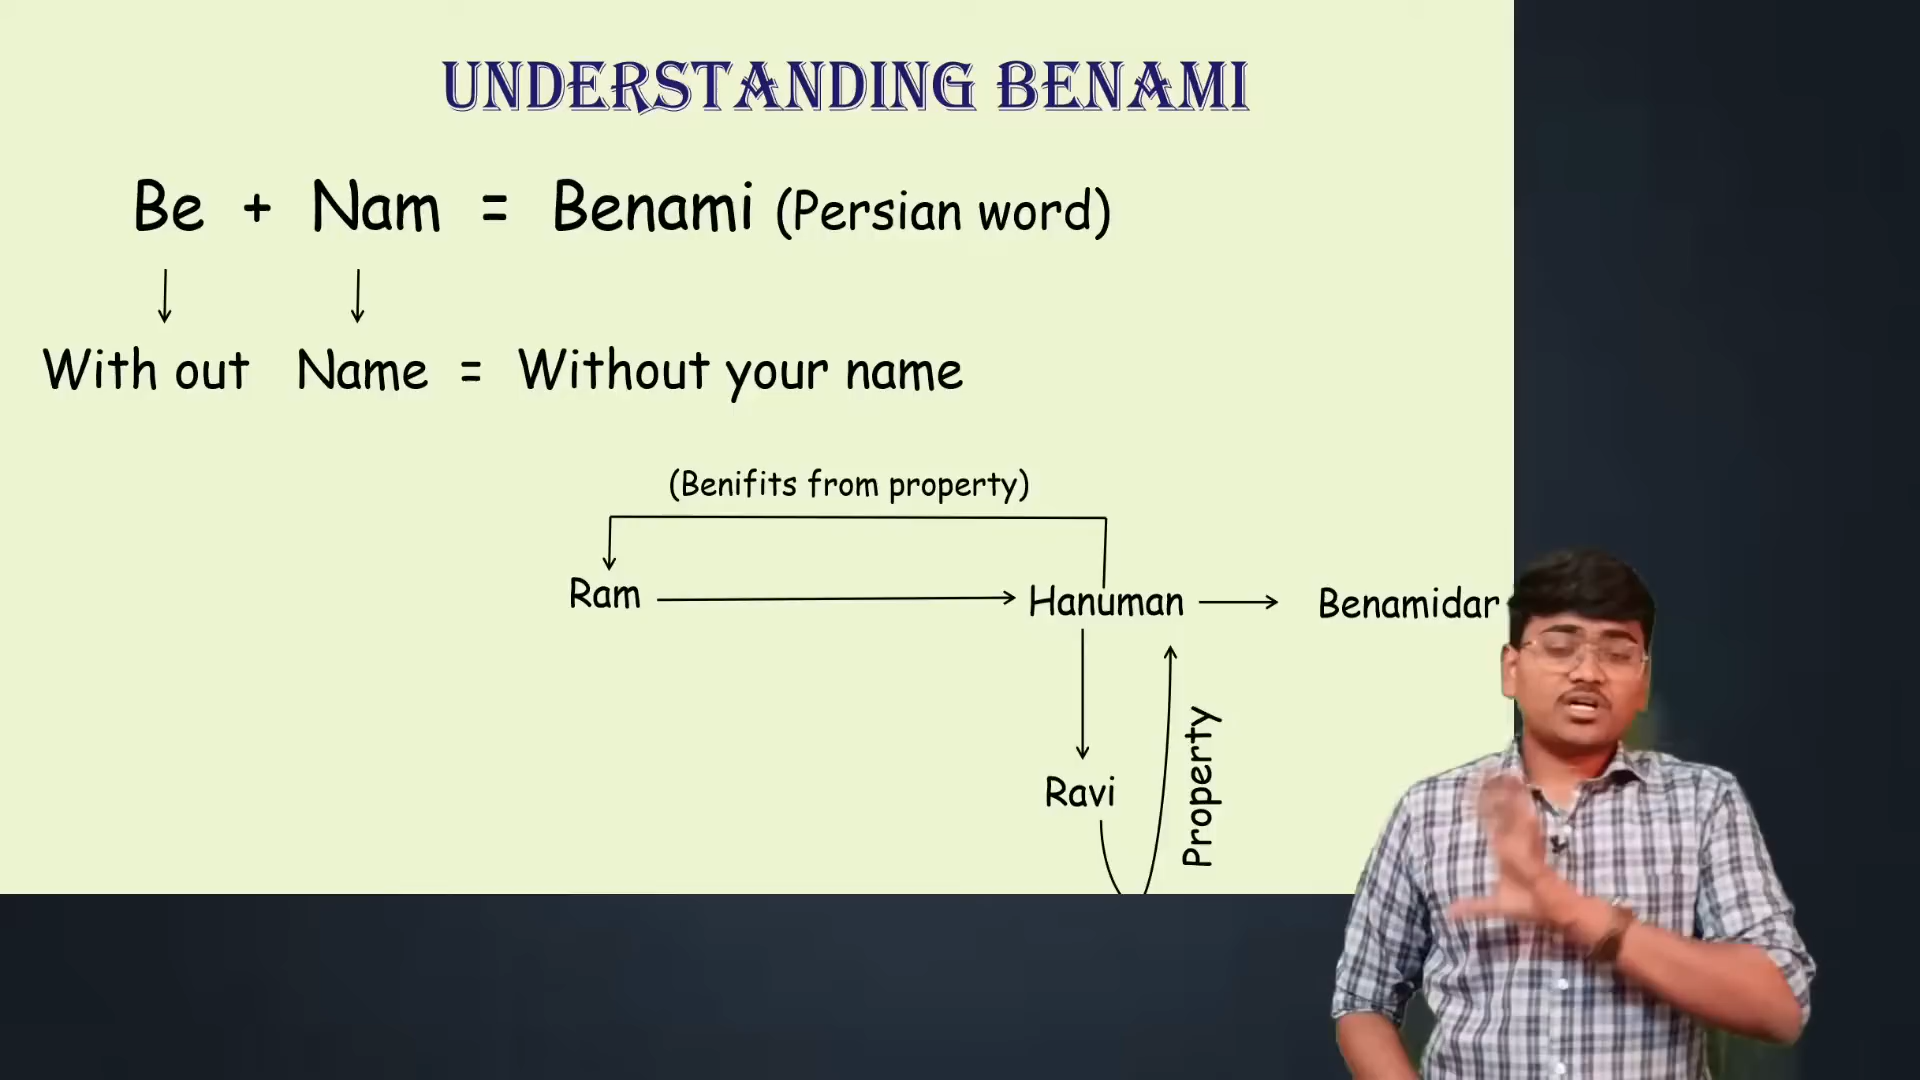 UNDERSTANDING BENAMI
Be + Nam = Benami (Persian word)
With out Name = Without your name
(Benifits from property)
Ram Hanuman Benamidar
Ravi
Property